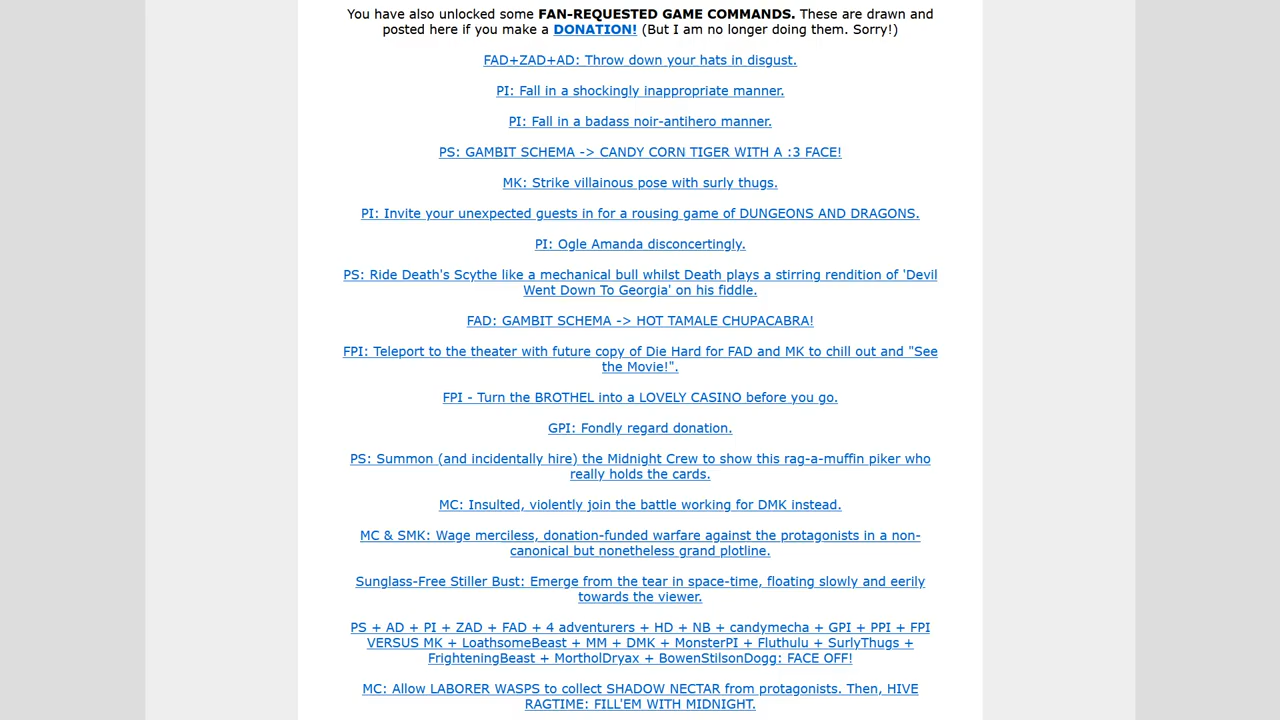 You have also unlocked some FAN-REQUESTED GAME COMMANDS. These are drawn and
posted here if you make a DONATION! (But I am no longer doing them. Sorry!)
FAD+ZAD+AD: Throw down your hats in disgust.
PI: Fall in a shockingly inappropriate manner.
PI: Fall in a badass noir-antihero manner.
PS: GAMBIT SCHEMA -> CANDY CORN TIGER WITH A :3 FACE!
MK: Strike villainous pose with surly thugs.
PI: Invite your unexpected guests in for a rousing game of DUNGEONS AND DRAGONS.
PI: Ogle Amanda disconcertingly.
PS: Ride Death's Scythe like a mechanical bull whilst Death plays a stirring rendition of 'Devil
Went Down To Georgia' on his fiddle.
FAD: GAMBIT SCHEMA -> HOT TAMALE CHUPACABRA!
FPI: Teleport to the theater with future copy of Die Hard for FAD and MK to chill out and "See
the Movie!".
FPI - Turn the BROTHEL into a LOVELY CASINO before you go.
GPI: Fondly regard donation.
PS: Summon (and incidentally hire) the Midnight Crew to show this rag-a-muffin piker who
really holds the cards.
MC: Insulted, violently join the battle working for DMK instead.
MC & SMK: Wage merciless, donation-funded warfare against the protagonists in a non-
canonical but nonetheless grand plotline.
Sunglass-Free Stiller Bust: Emerge from the tear in space-time, floating slowly and eerily
towards the viewer.
PS + AD + PI + ZAD + FAD + 4 adventurers + HD + NB + candymecha + GPI + PPI + FPI
VERSUS MK + LoathsomeBeast + MM + DMK + MonsterPI + Fluthulu + SurlyThugs +
FrighteningBeast + MortholDryax + BowenStilsonDogg: FACE OFF!
MC: Allow LABORER WASPS to collect SHADOW NECTAR from protagonists. Then, HIVE
RAGTIME: FILL'EM WITH MIDNIGHT.